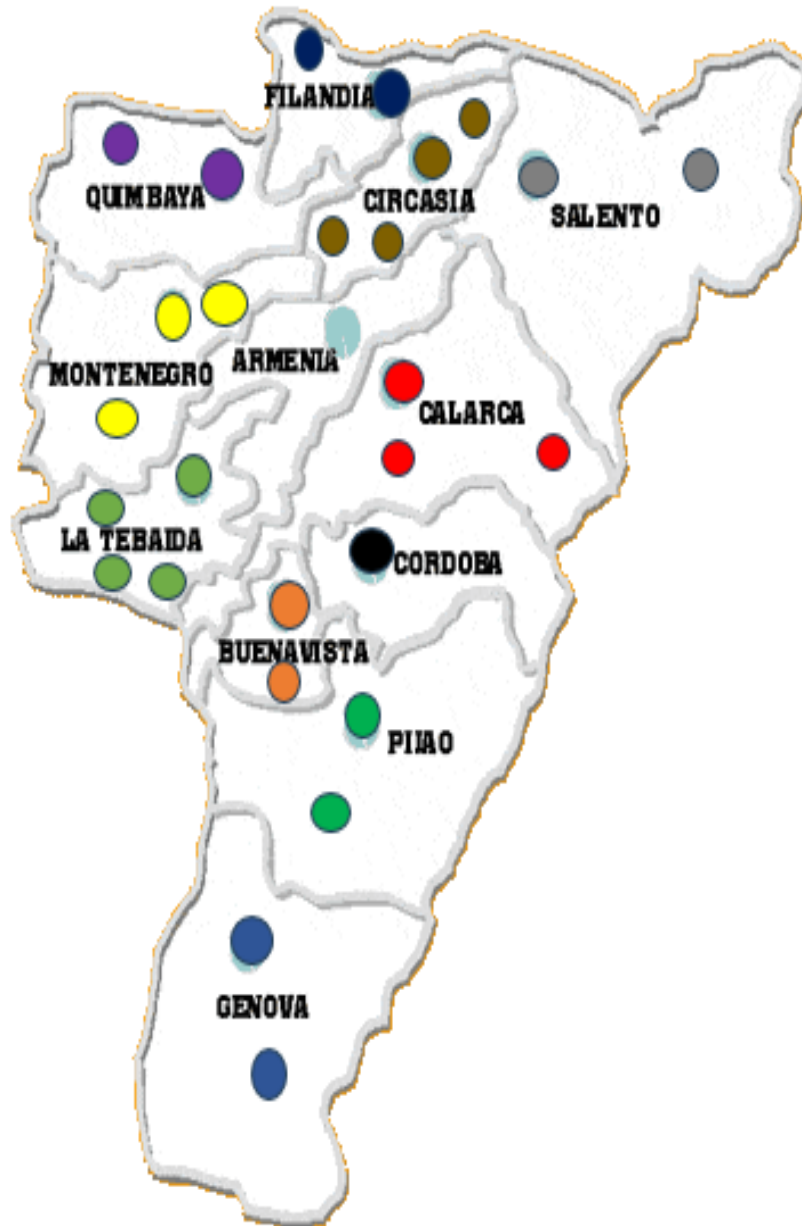 FILANDIA
QUIMBAYA
CIRCASIA
SALENTO
ARMENIA
MONTENEGRO
CALARCA
LA TEBAIDA
CORDOBA
BUENAVISTA
PIJAO
GENOVA